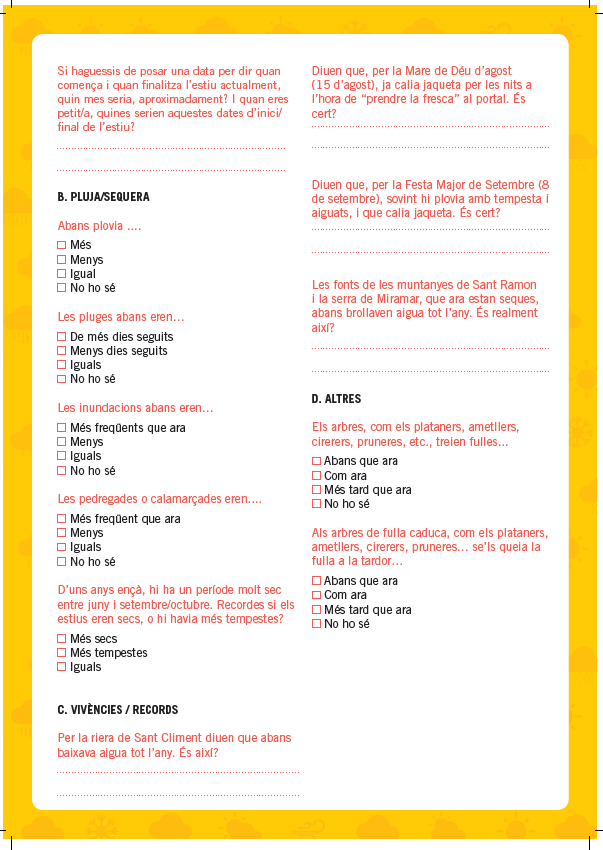 Si haguessis de posar una data per dir quan
comença i quan finalitza l'estiu actualment,
quin mes seria, aproximadament? I quan eres
petit/a, quines serien aquestes dates d'inici/
final de l'estiu?
B. PLUJA/SEQUERA
Abans plovia ....
Més
Menys
Igual
No ho sé
Les pluges abans eren...
De més dies seguits
Menys dies seguits
Iguals
No ho sé
Les inundacions abans eren...
Més freqüents que ara
Menys
Iguals
No ho sé
Les pedregades o calamarçades eren....
Més freqüent que ara
Menys
Iguals
No ho sé
D'uns anys ençà, hi ha un període molt sec
entre juny i setembre/octubre. Recordes si els
estius eren secs, o hi havia més tempestes?
Més secs
Més tempestes
Iguals
C. VIVÈNCIES / RECORDS
Per la riera de Sant Climent diuen que abans
baixava aigua tot l'any. És així?
Diuen que, per la Mare de Déu d'agost
(15 d'agost), ja calia jaqueta per les nits a
l'hora de "prendre la fresca" al portal. És
cert?
Diuen que, per la Festa Major de Setembre (8
de setembre), sovint hi plovia amb tempesta i
aiguats, i que calia jaqueta. És cert?
Les fonts de les muntanyes de Sant Ramon
i la serra de Miramar, que ara estan seques,
abans brollaven aigua tot l'any. És realment
així?
D. ALTRES
Els arbres, com els plataners, ametllers,
cirerers, pruneres, etc., treien fulles...
Abans que ara
Com ara
Més tard que ara
No ho sé
Als arbres de fulla caduca, com els plataners,
ametllers, cirerers, pruneres... se'ls queia la
fulla a la tardor...
Abans que ara
Com ara
Més tard que ara
No ho sé